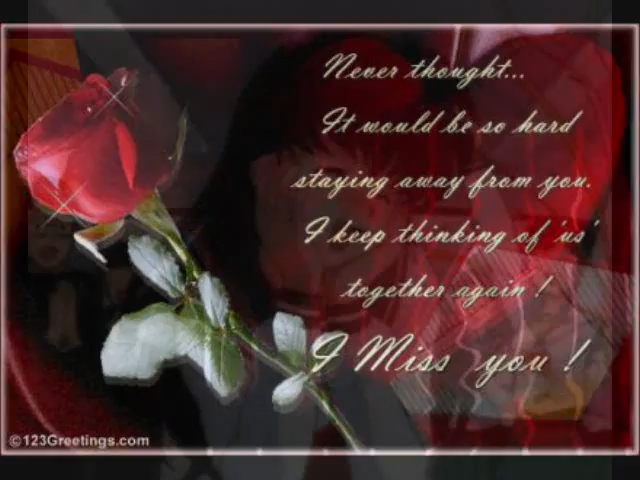 Never thought...
It would be so hard
staying away from you.
I keep thinking of 'us'
together again !
I Miss you !
©123Greetings.com